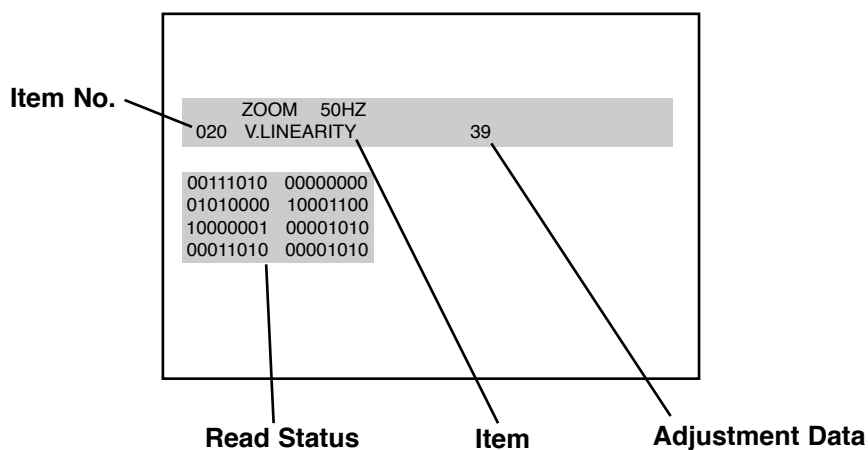 Item No.
ZOOM 50HZ
020 V.LINEARITY 39
00111010 00000000
01010000 10001100
10000001 00001010
00011010 00001010
Read Status Item Adjustment Data